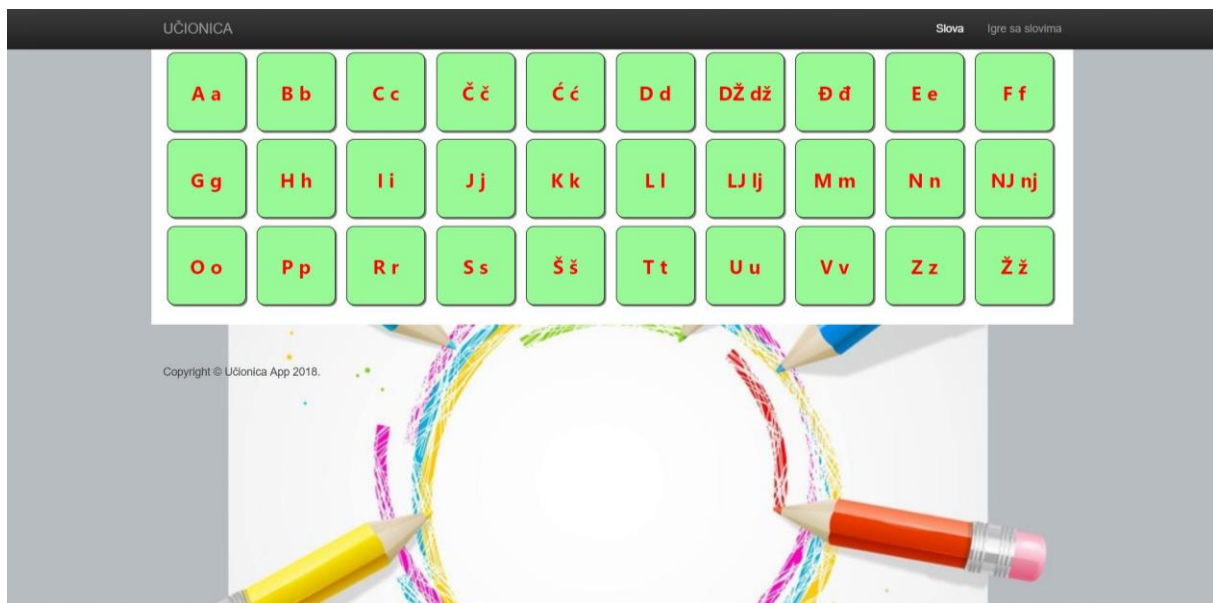 UČIONICA Slova Igre sa slovima
A a B b C c Č č Ć ć D d DŽ dž Đ đ E e F f
G g H h I i J j K k L l LJ lj M m N n NJ nj
O o P p R r S s Š š T t U u V v Z z Ž ž
Copyright © Učionica App 2018.